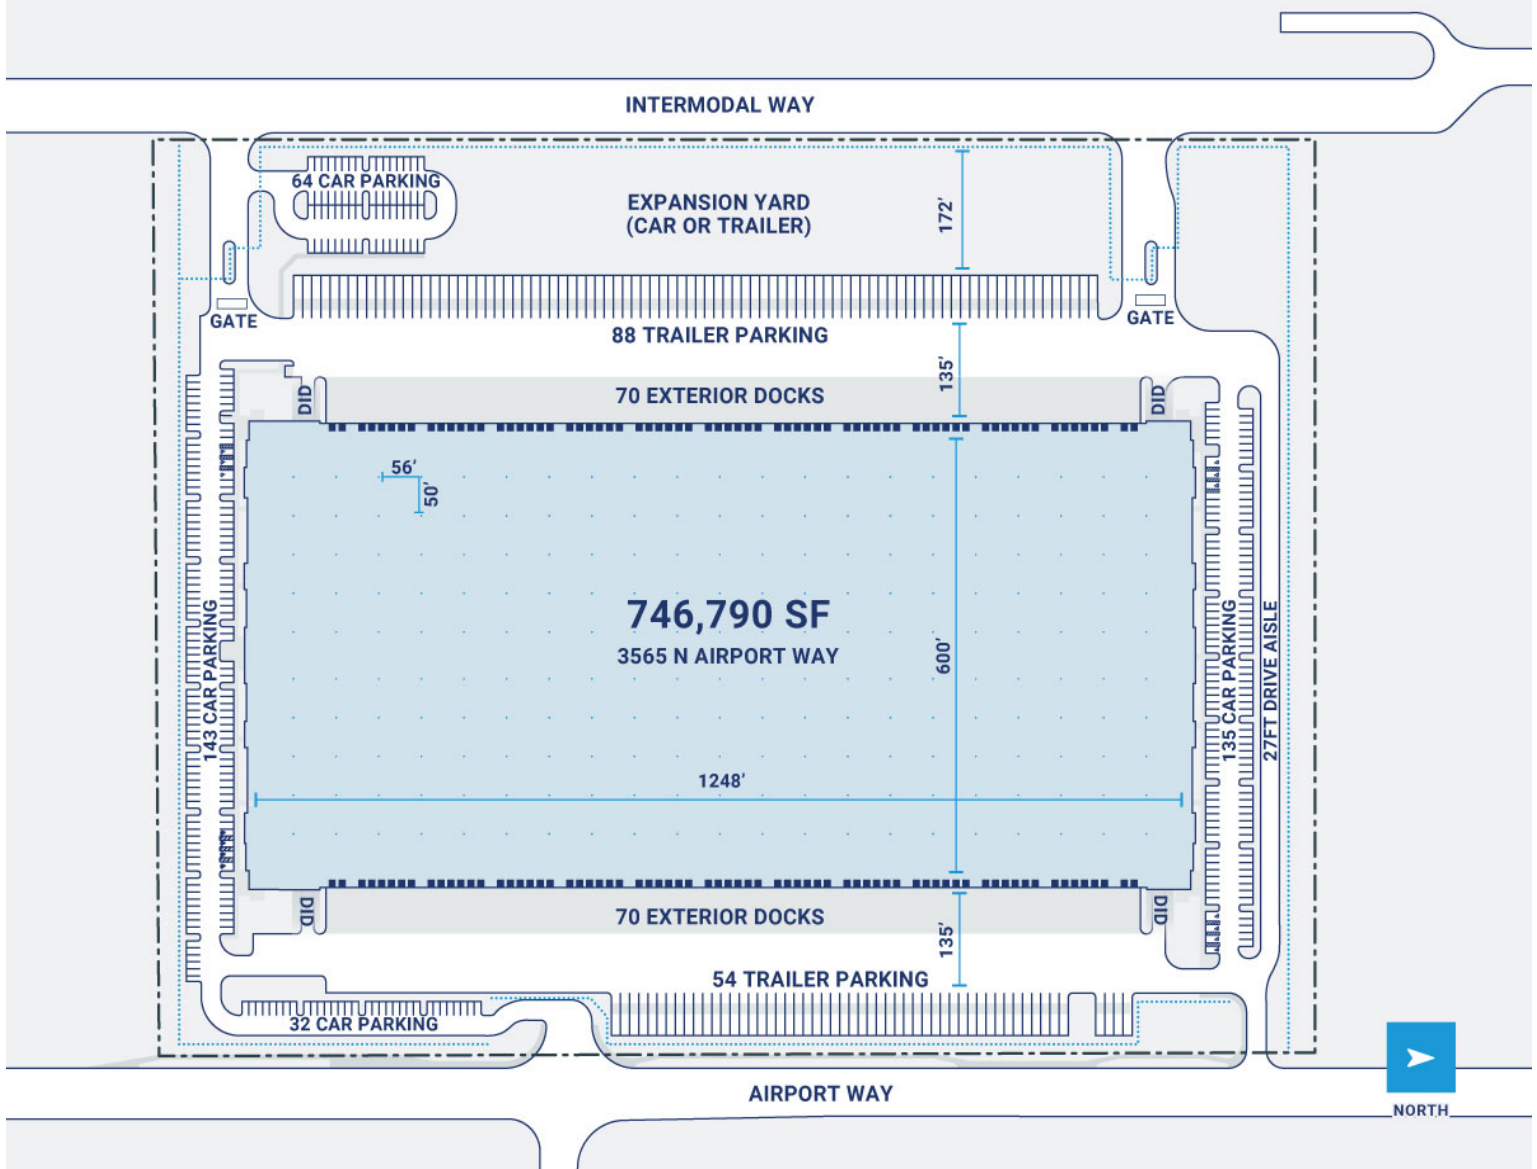 INTERMODAL WAY
64 CAR PARKING
EXPANSION YARD
(CAR OR TRAILER)
172'
GATE
GATE
88 TRAILER PARKING
135'
DID
70 EXTERIOR DOCKS
DID
56'
50'
746,790 SF
3565 N AIRPORT WAY
600'
143 CAR PARKING
135 CAR PARKING
27FT DRIVE AISLE
1248'
DID
70 EXTERIOR DOCKS
DID
135'
54 TRAILER PARKING
32 CAR PARKING
AIRPORT WAY
NORTH